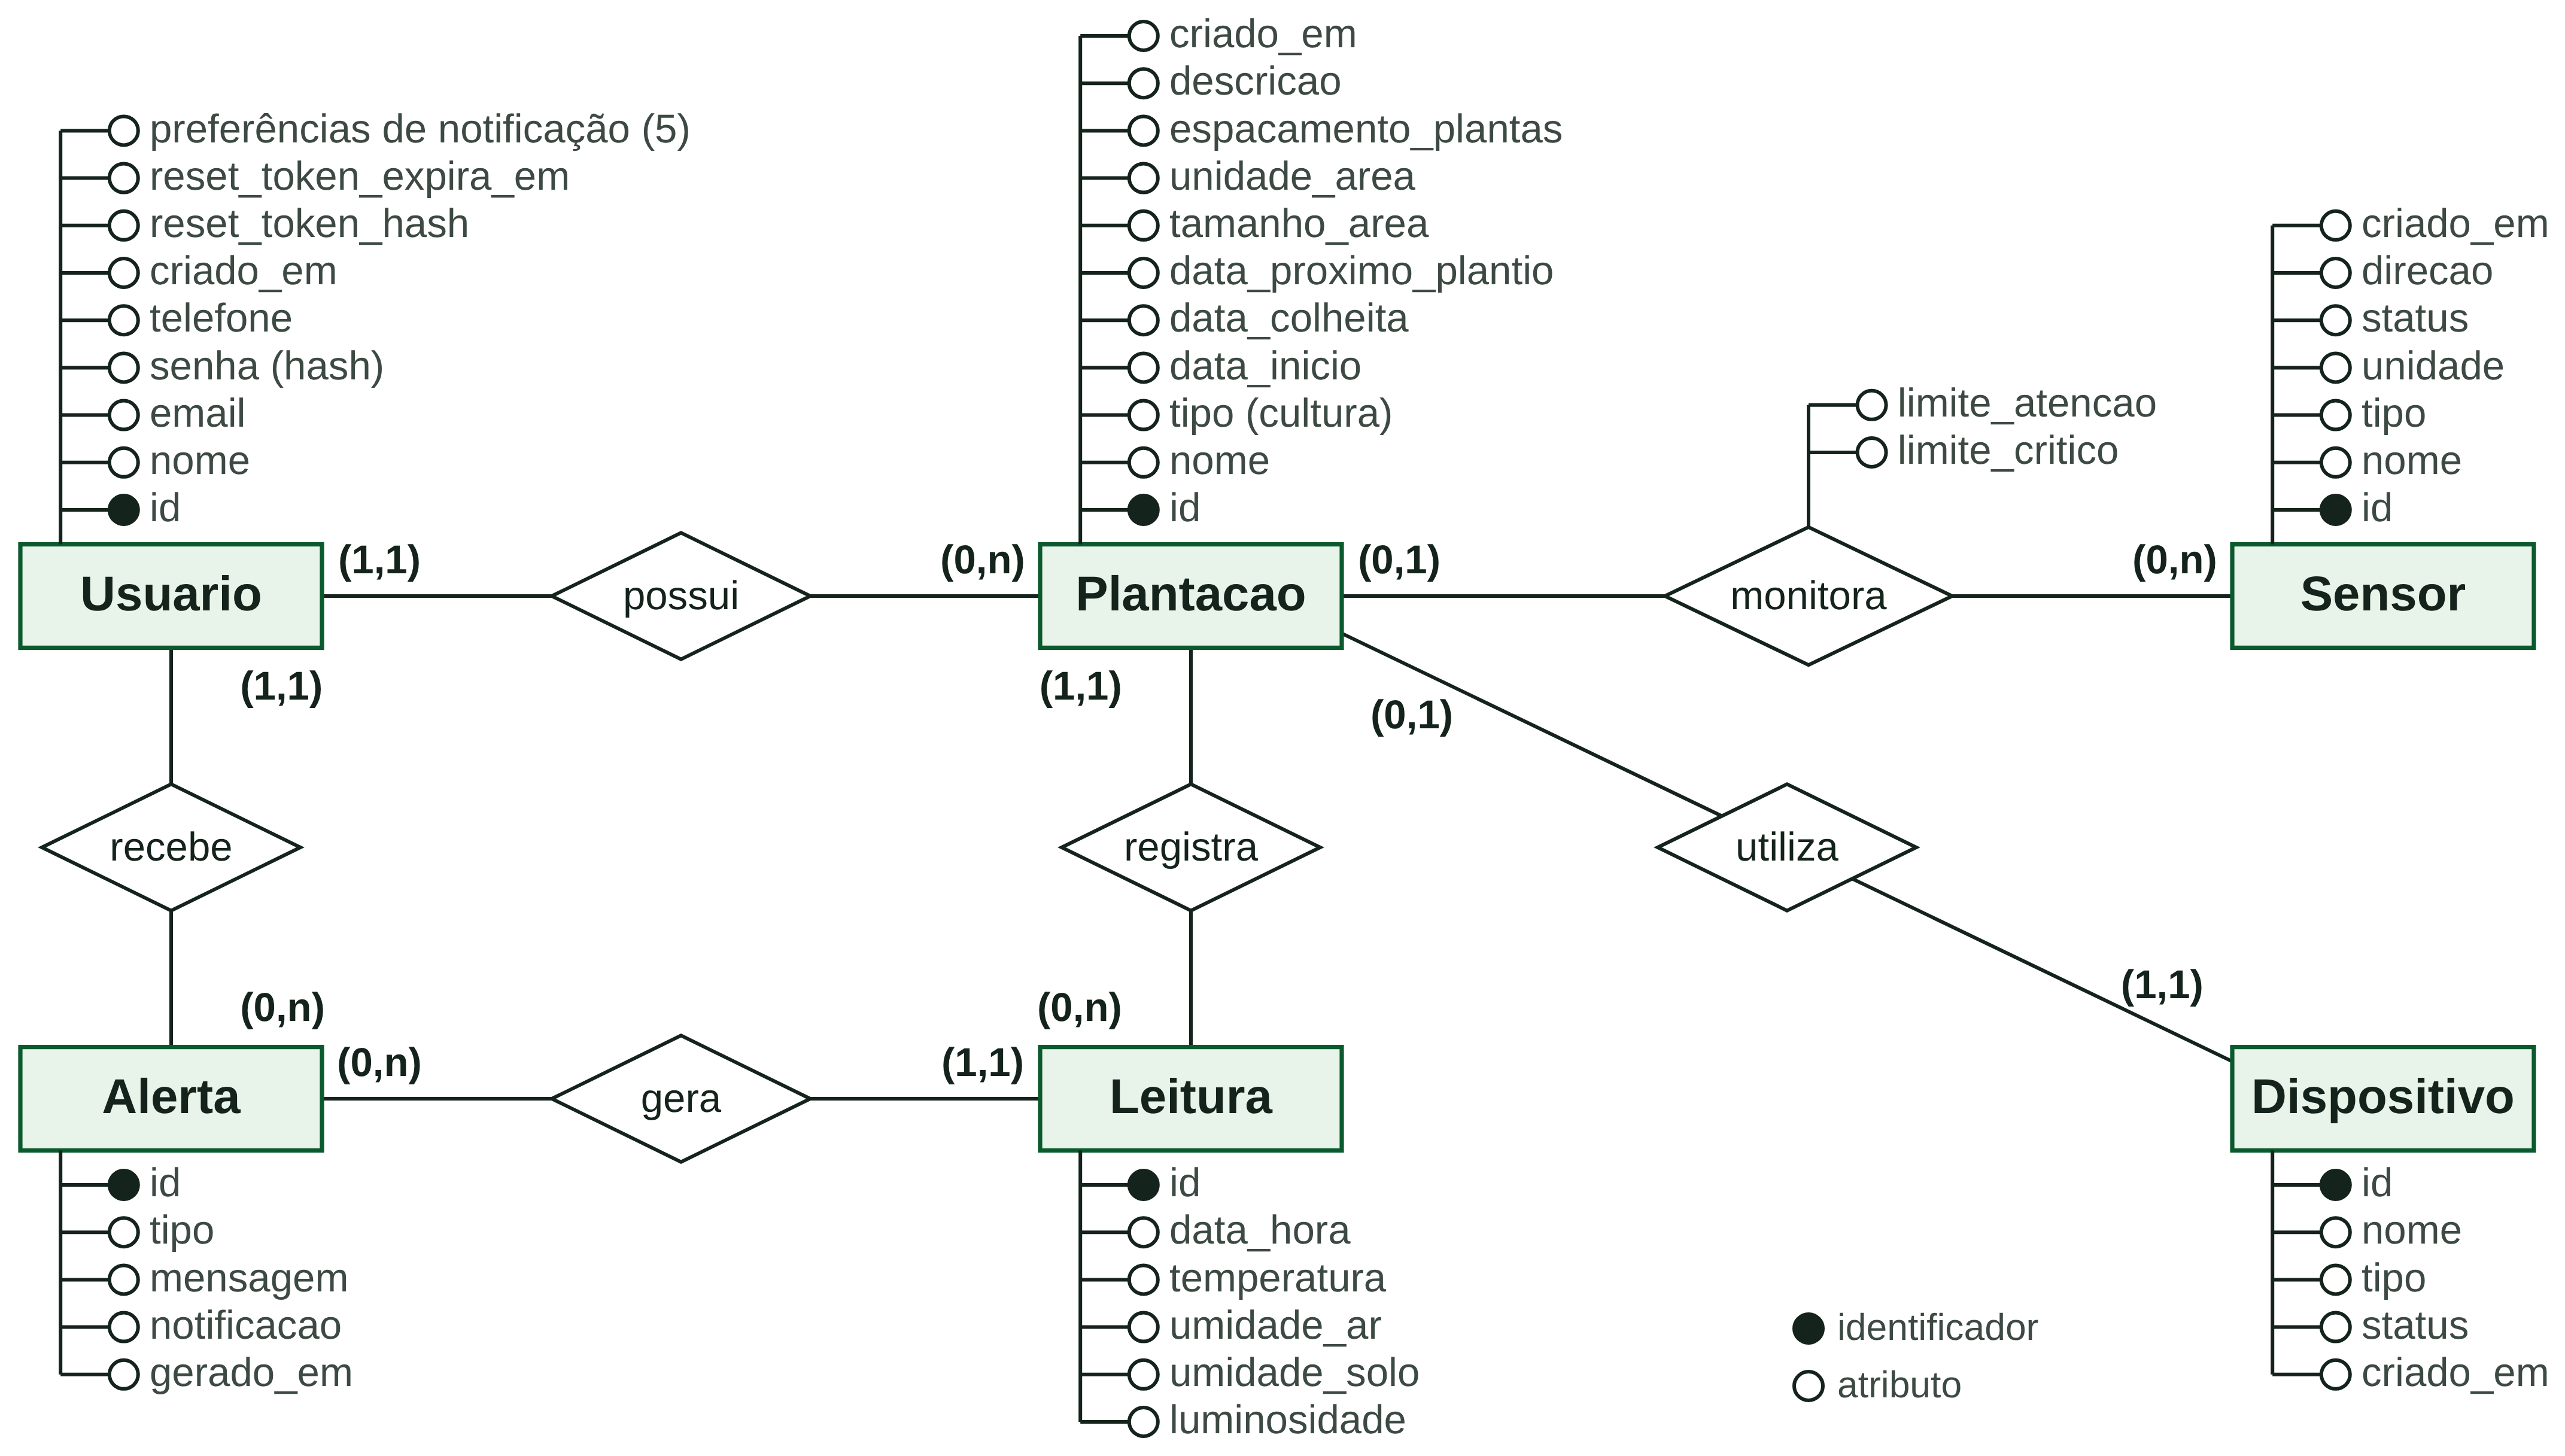 criado_em
descricao
espacamento_plantas
unidade_area
tamanho_area
data_proximo_plantio
data_colheita
data_inicio
tipo (cultura)
nome
id
preferências de notificação (5)
reset_token_expira_em
reset_token_hash
criado_em
telefone
senha (hash)
email
nome
id
criado_em
direcao
status
unidade
tipo
nome
id
limite_atencao
limite_critico
Usuario
(1,1)
possui
(0,n)
Plantacao
(0,1)
monitora
(0,n)
Sensor
(1,1)
(1,1)
(0,1)
recebe
registra
utiliza
(0,n)
(0,n)
(1,1)
Alerta
(0,n)
gera
(1,1)
Leitura
Dispositivo
id
tipo
mensagem
notificacao
gerado_em
id
data_hora
temperatura
umidade_ar
umidade_solo
luminosidade
id
nome
tipo
status
criado_em
identificador
atributo